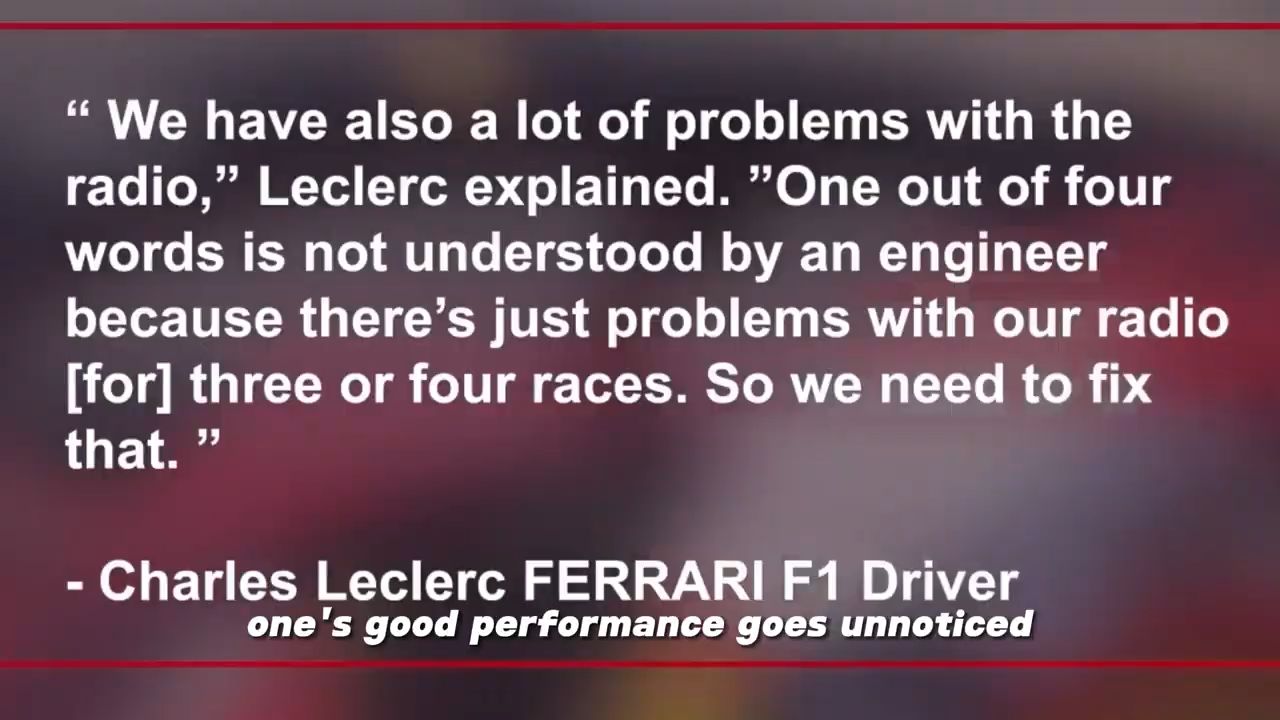 “ We have also a lot of problems with the
radio,” Leclerc explained. ”One out of four
words is not understood by an engineer
because there’s just problems with our radio
[for] three or four races. So we need to fix
that. ”
- Charles Leclerc FERRARI F1 Driver
one's good performance goes unnoticed